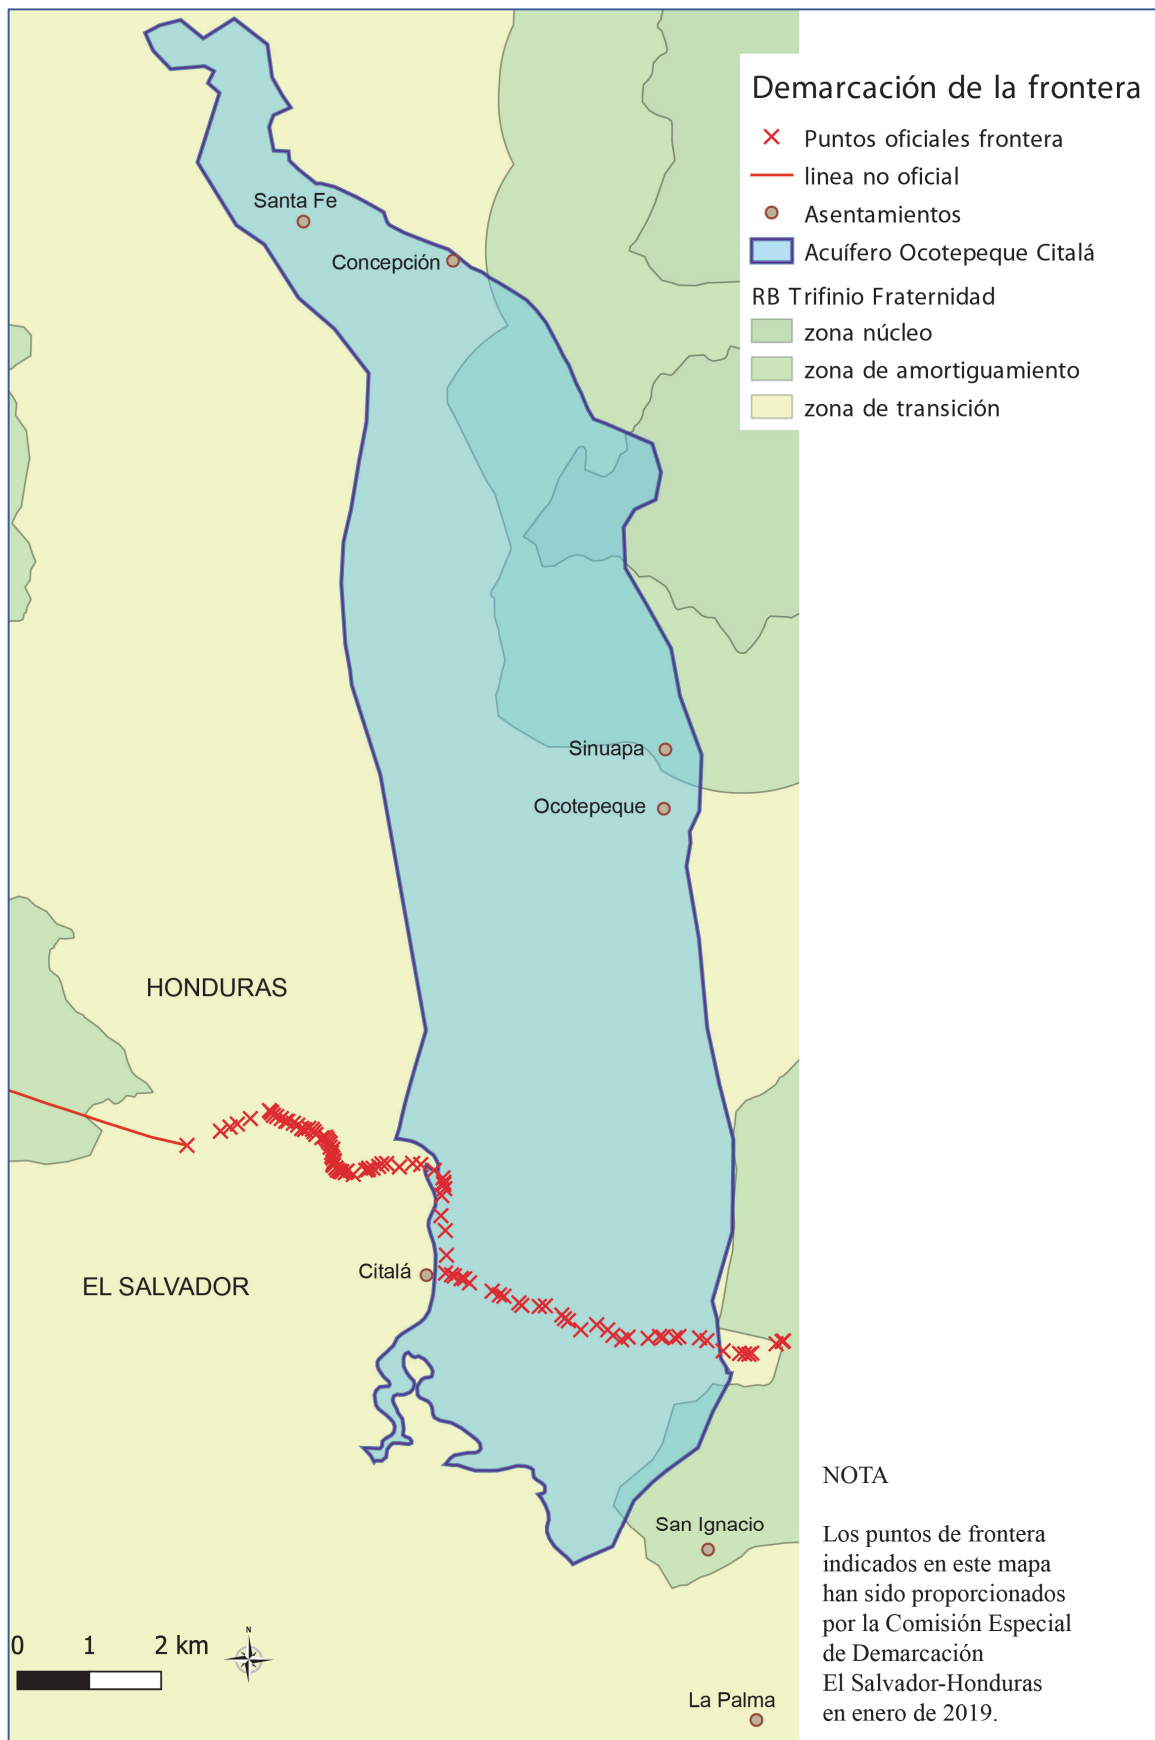 Demarcación de la frontera
Puntos oficiales frontera
linea no oficial
Asentamientos
Acuífero Ocotepeque Citalá
RB Trifinio Fraternidad
zona núcleo
zona de amortiguamiento
zona de transición
Santa Fe
Concepción
Sinuapa
Ocotepeque
HONDURAS
EL SALVADOR
Citalá
San Ignacio
La Palma
0 1 2 km
N
NOTA
Los puntos de frontera
indicados en este mapa
han sido proporcionados
por la Comisión Especial
de Demarcación
El Salvador-Honduras
en enero de 2019.